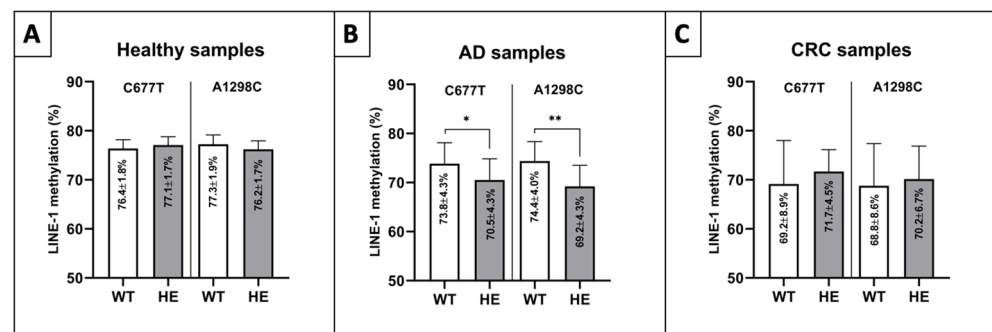 A
Healthy samples
LINE-1 methylation (%)
90
80
70
60
50
C677T
A1298C
76.4±1.8%
77.1±1.7%
77.3±1.9%
76.2±1.7%
WT
HE
WT
HE
B
AD samples
LINE-1 methylation (%)
90
80
70
60
50
C677T
A1298C
*
**
73.8±4.3%
70.5±4.3%
74.4±4.0%
69.2±4.3%
WT
HE
WT
HE
C
CRC samples
LINE-1 methylation (%)
90
80
70
60
50
C677T
A1298C
69.2±8.9%
71.7±4.5%
68.8±8.6%
70.2±6.7%
WT
HE
WT
HE